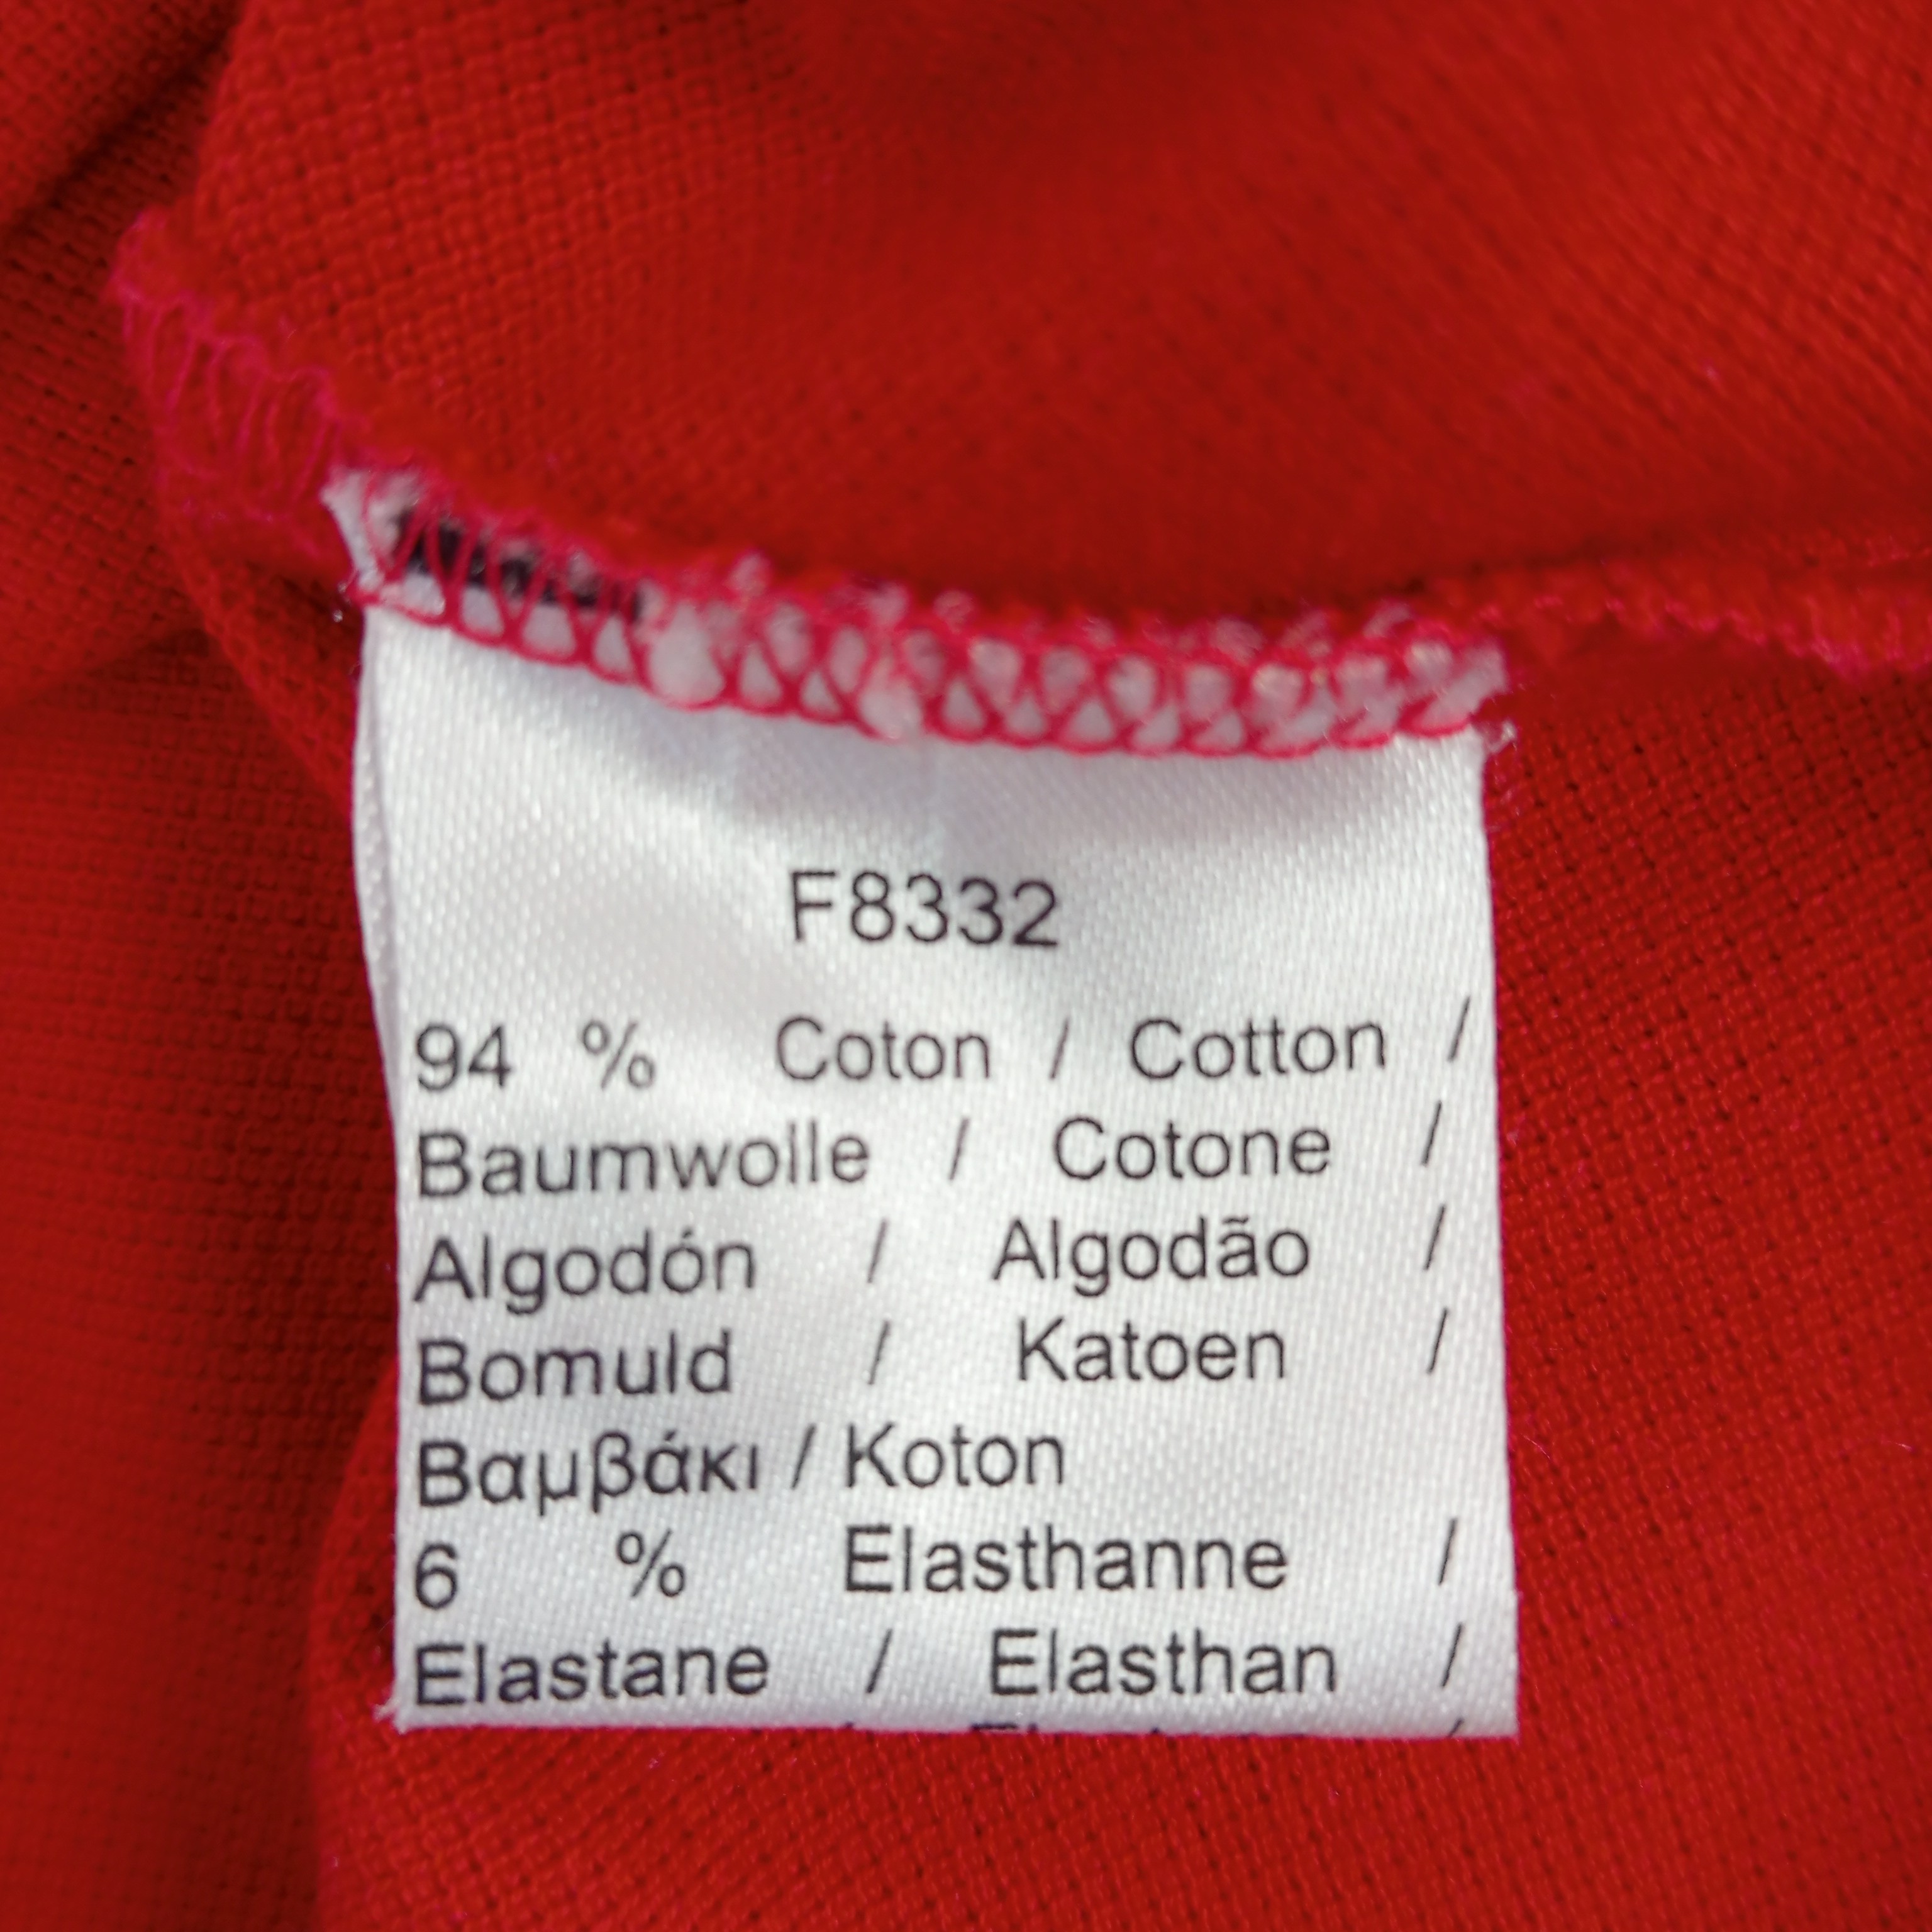 F8332
94 % Coton / Cotton /
Baumwolle / Cotone /
Algodón / Algodão /
Bomuld / Katoen /
Βαμβάκι / Koton
6 % Elasthanne /
Elastane / Elasthan /